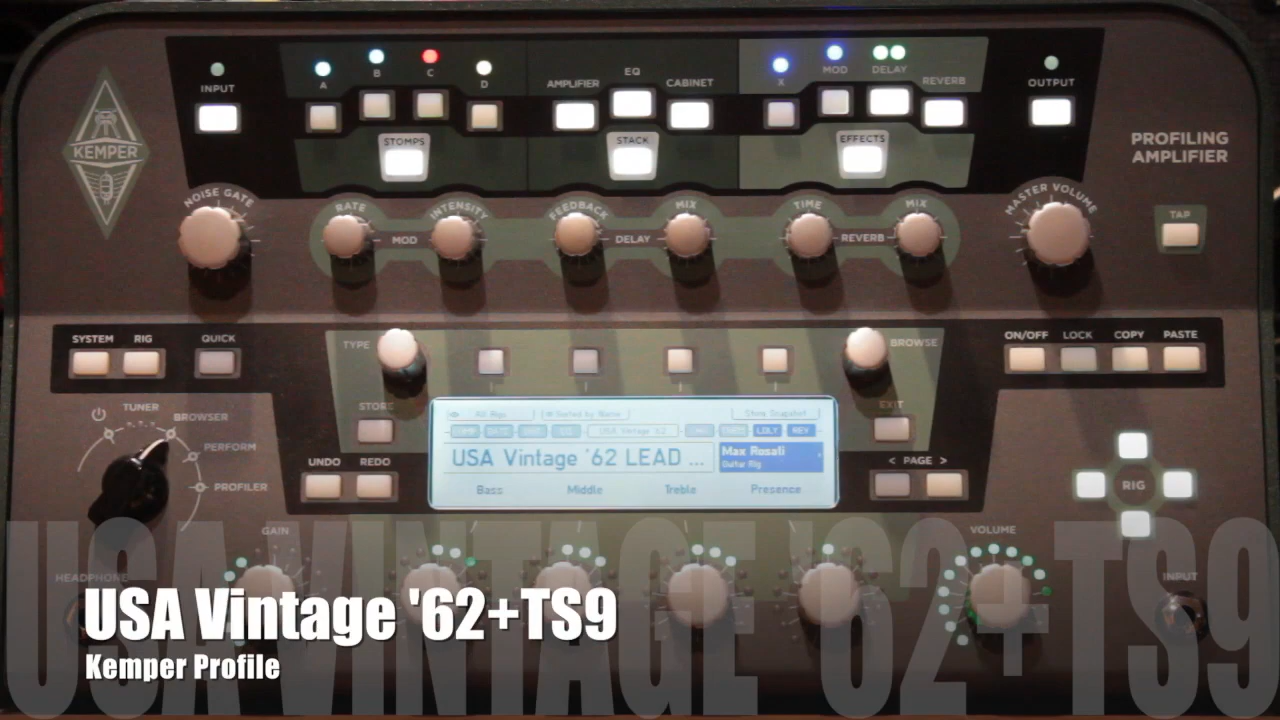 INPUT
A
B
C
D
AMPLIFIER
EQ
CABINET
X
MOD
DELAY
REVERB
OUTPUT
STOMPS
STACK
EFFECTS
KEMPER
PROFILING
AMPLIFIER
NOISE GATE
RATE
MOD
INTENSITY
FEEDBACK
DELAY
MIX
TIME
REVERB
MIX
MASTER VOLUME
TAP
SYSTEM
RIG
QUICK
TYPE
BROWSE
ON/OFF
LOCK
COPY
PASTE
TUNER
BROWSER
PERFORM
PROFILER
STORE
EXIT
All Rigs
Sorted by Name
Store Snapshot
USA Vintage '62
DLY
REV
USA Vintage '62 LEAD ...
Max Rosati
Guitar Rig
Bass
Middle
Treble
Presence
UNDO
REDO
< PAGE >
RIG
GAIN
VOLUME
HEADPHONE
INPUT
USA VINTAGE '62+TS9
USA Vintage '62+TS9
Kemper Profile